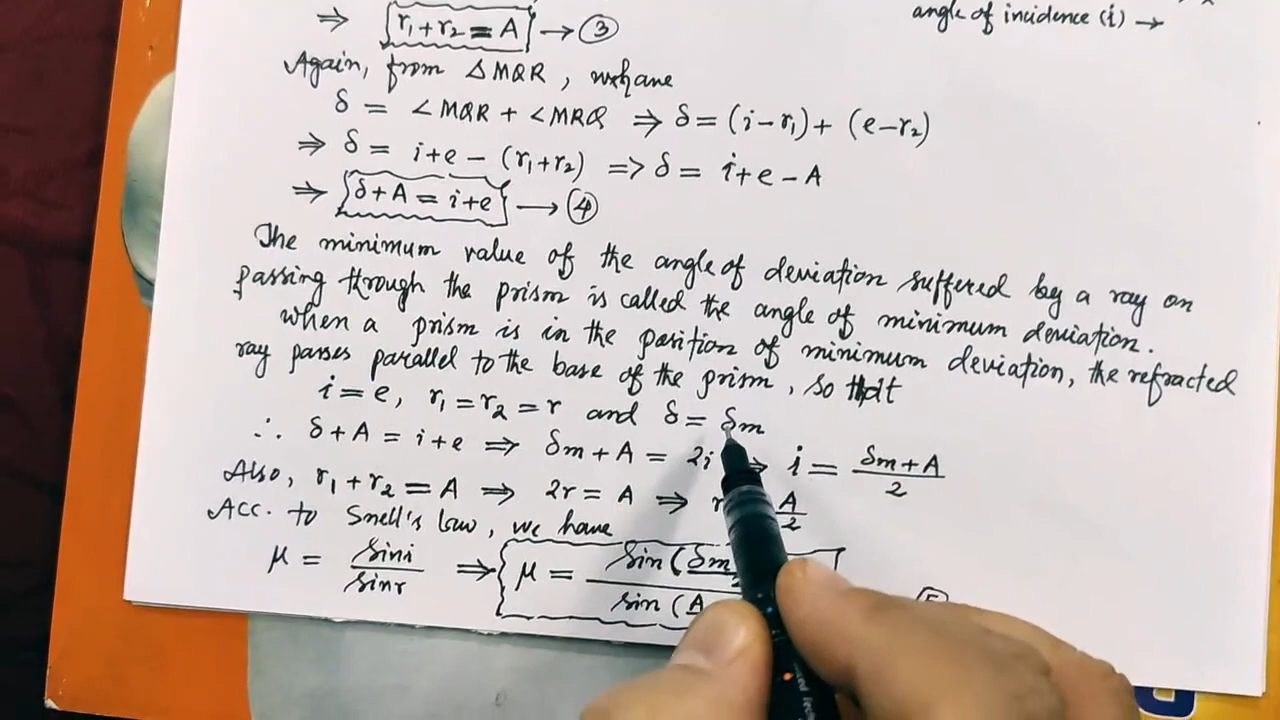 angle of incidence (i) →
⇒ r₁+r₂ = A → ③
Again, from ΔMQR, we have
δ = ∠MQR + ∠MRQ ⇒ δ = (i-r₁) + (e-r₂)
⇒ δ = i+e - (r₁+r₂) => δ = i+e-A
⇒ δ+A = i+e → ④
The minimum value of the angle of deviation suffered by a ray on
passing through the prism is called the angle of minimum deviation.
When a prism is in the position of minimum deviation, the refracted
ray passes parallel to the base of the prism, so that
i=e, r₁=r₂=r and δ= δm
∴ δ+A = i+e ⇒ δm+A = 2i ⇒ i = (δm+A)/2
Also, r₁+r₂=A ⇒ 2r = A ⇒ r A/2
Acc. to Snell's law, we have
μ = sini/sinr ⇒ μ = sin(δm / sin(A